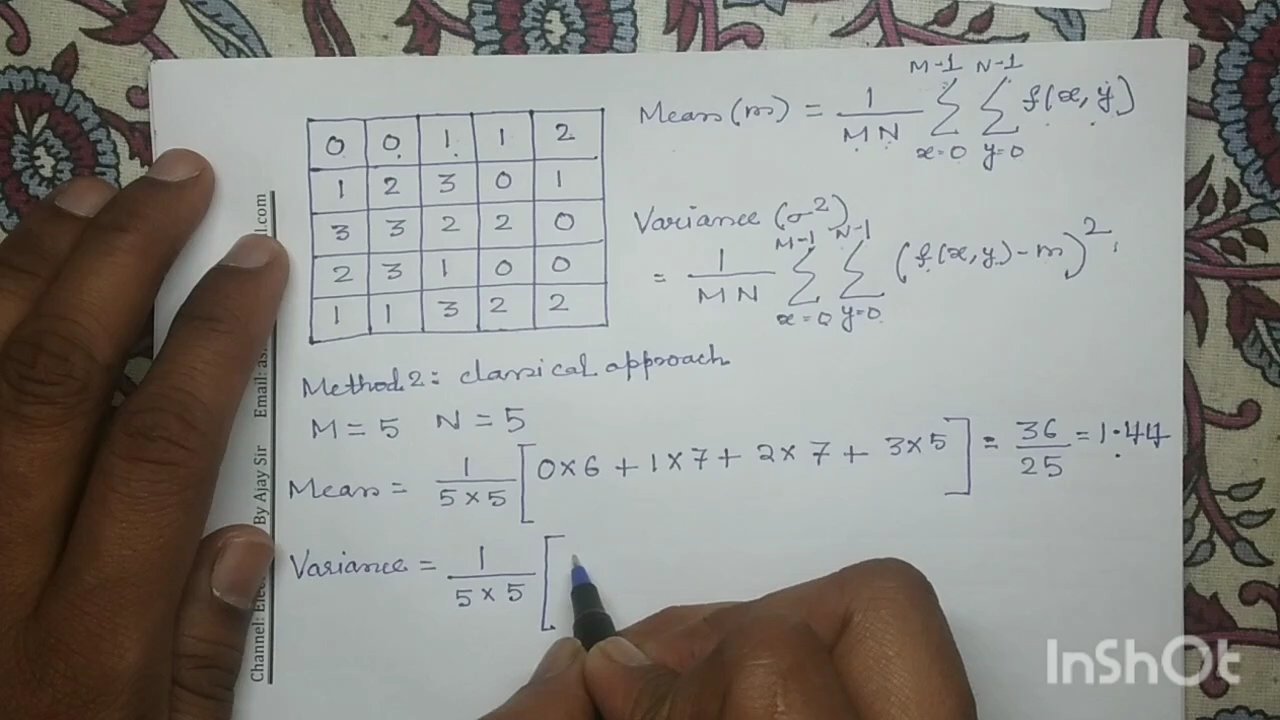 Mean (m) = 1/MN M-1 Σ x=0 N-1 Σ y=0 f(x, y)
0 0 1 1 2
1 2 3 0 1
3 3 2 2 0
2 3 1 0 0
1 1 3 2 2
Variance (σ²)
= 1/MN M-1 Σ x=0 N-1 Σ y=0 (f(x, y) - m)²
Method 2: classical approach
M = 5 N = 5
Mean = 1/5×5 [0×6 + 1×7 + 2×7 + 3×5] = 36/25 = 1.44
Variance = 1/5×5 [
By Ajay Sir Email:
Channel:
InShOt